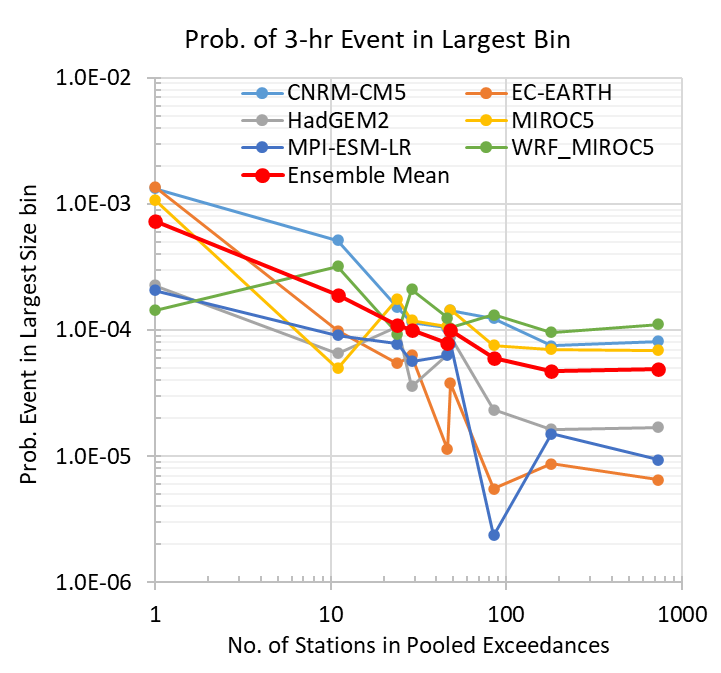 Prob. of 3-hr Event in Largest Bin
1.0E-02
CNRM-CM5 EC-EARTH
HadGEM2 MIROC5
MPI-ESM-LR WRF_MIROC5
Ensemble Mean
1.0E-03
1.0E-04
1.0E-05
1.0E-06
Prob. Event in Largest Size bin
1 10 100 1000
No. of Stations in Pooled Exceedances